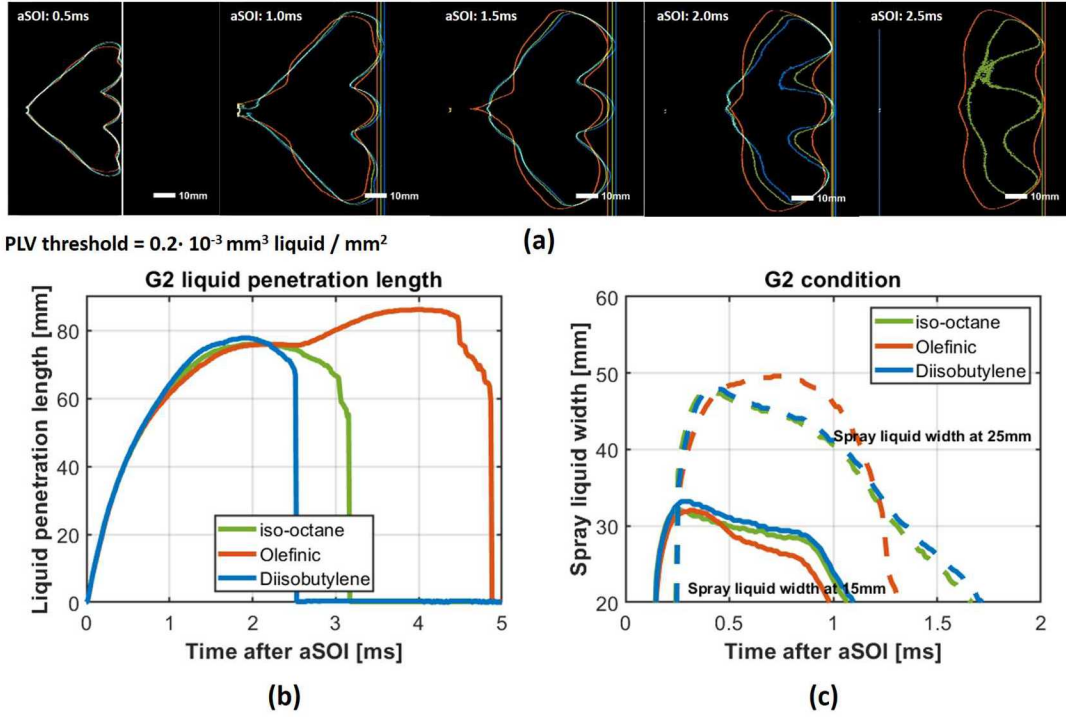 aSOI: 0.5ms
aSOI: 1.0ms
aSOI: 1.5ms
aSOI: 2.0ms
aSOI: 2.5ms
10mm
10mm
10mm
10mm
10mm
PLV threshold = 0.2· 10⁻³ mm³ liquid / mm²
(a)
G2 liquid penetration length
Liquid penetration length [mm]
80
60
40
20
0
0
1
2
3
4
5
iso-octane
Olefinic
Diisobutylene
Time after aSOI [ms]
(b)
G2 condition
Spray liquid width [mm]
60
50
40
30
20
0
0.5
1
1.5
2
iso-octane
Olefinic
Diisobutylene
Spray liquid width at 25mm
Spray liquid width at 15mm
Time after aSOI [ms]
(c)